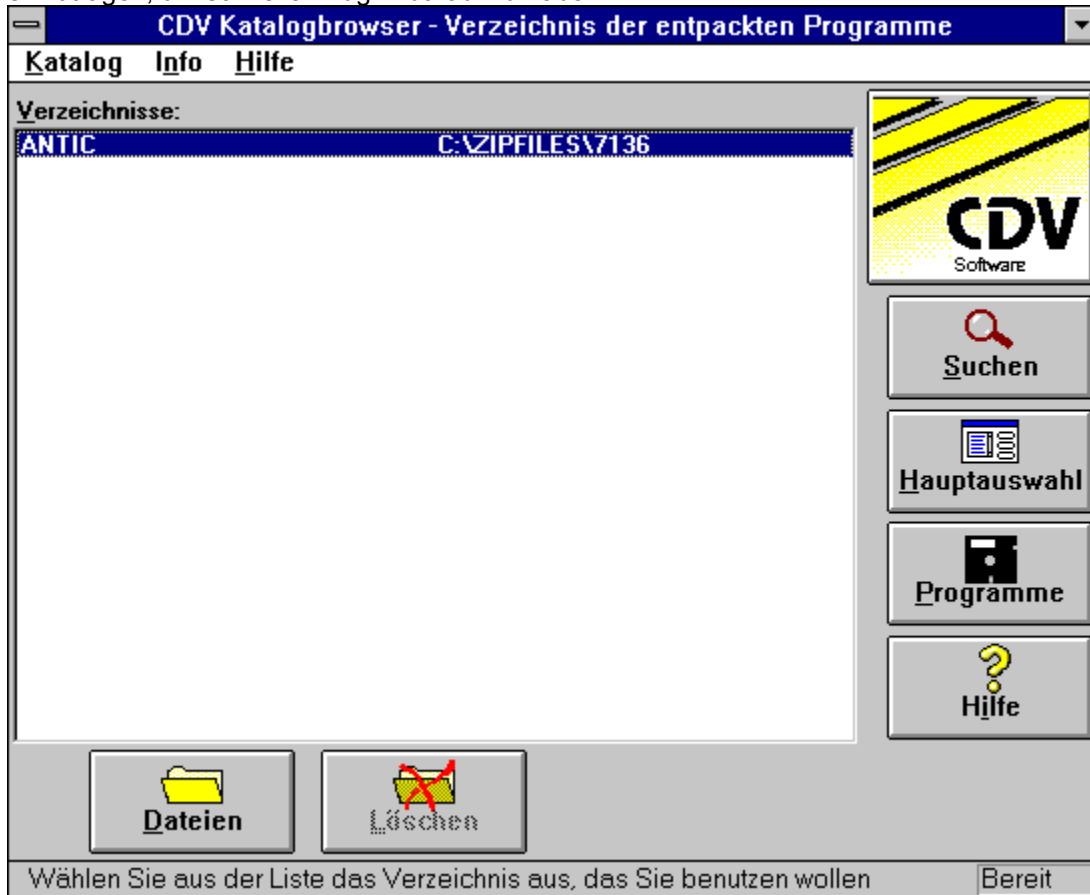 CDV Katalogbrowser - Verzeichnis der entpackten Programme
Katalog Info Hilfe
Verzeichnisse:
ANTIC C:\ZIPFILES\7136
CDV
Software
Suchen
Hauptauswahl
Programme
Hilfe
Dateien
Löschen
Wählen Sie aus der Liste das Verzeichnis aus, das Sie benutzen wollen
Bereit